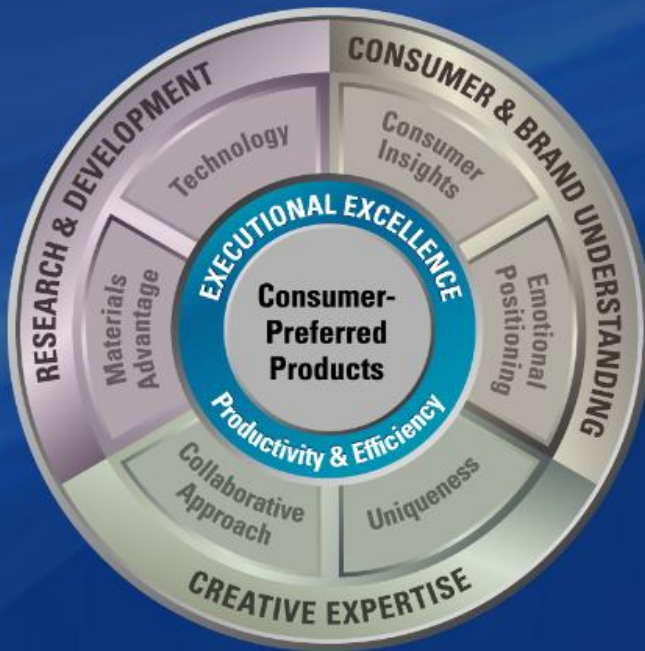 RESEARCH & DEVELOPMENT
CONSUMER & BRAND UNDERSTANDING
Technology
Consumer
Insights
Materials
Advantage
Emotional
Positioning
EXECUTIONAL EXCELLENCE
Consumer-
Preferred
Products
Productivity & Efficiency
Collaborative
Approach
Uniqueness
CREATIVE EXPERTISE